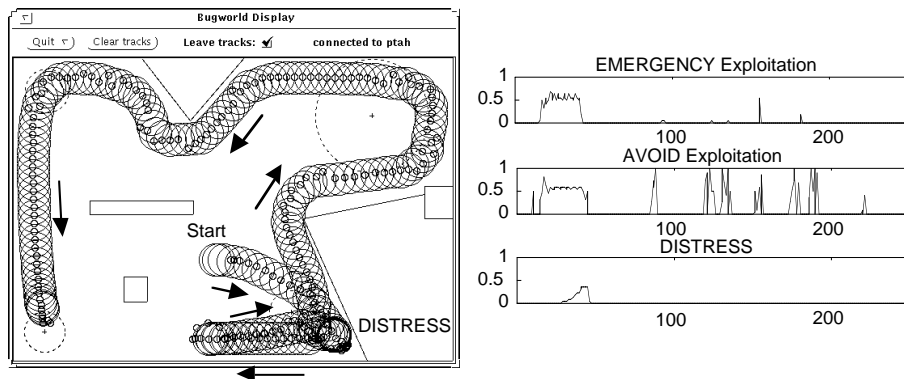 Bugworld Display
Quit Clear tracks Leave tracks: connected to ptah
Start
DISTRESS
EMERGENCY Exploitation
1
0.5
0
100 200
AVOID Exploitation
1
0.5
0
100 200
DISTRESS
1
0.5
0
100 200